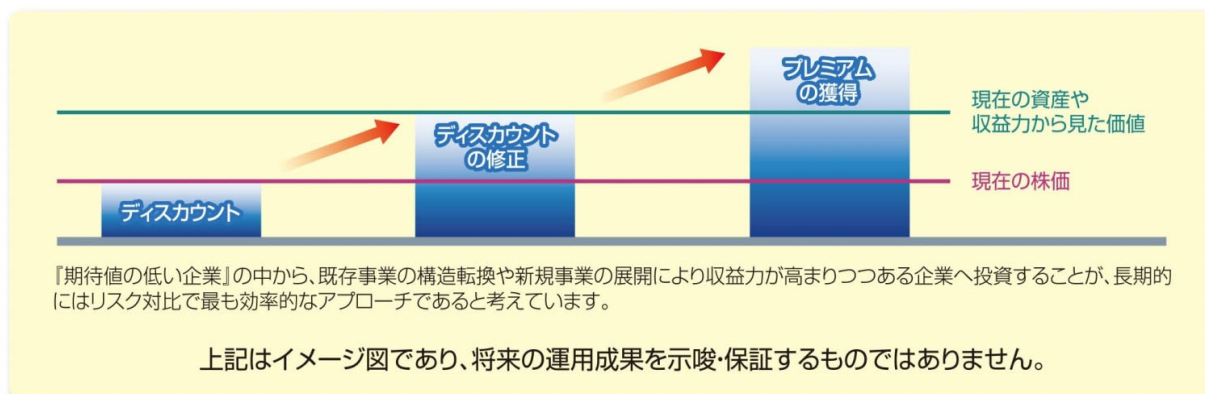 プレミアム
の獲得
現在の資産や
収益力から見た価値
ディスカウント
の修正
現在の株価
ディスカウント
『期待値の低い企業』の中から、既存事業の構造転換や新規事業の展開により収益力が高まりつつある企業へ投資することが、長期的
にはリスク対比で最も効率的なアプローチであると考えています。
上記はイメージ図であり、将来の運用成果を示唆・保証するものではありません。